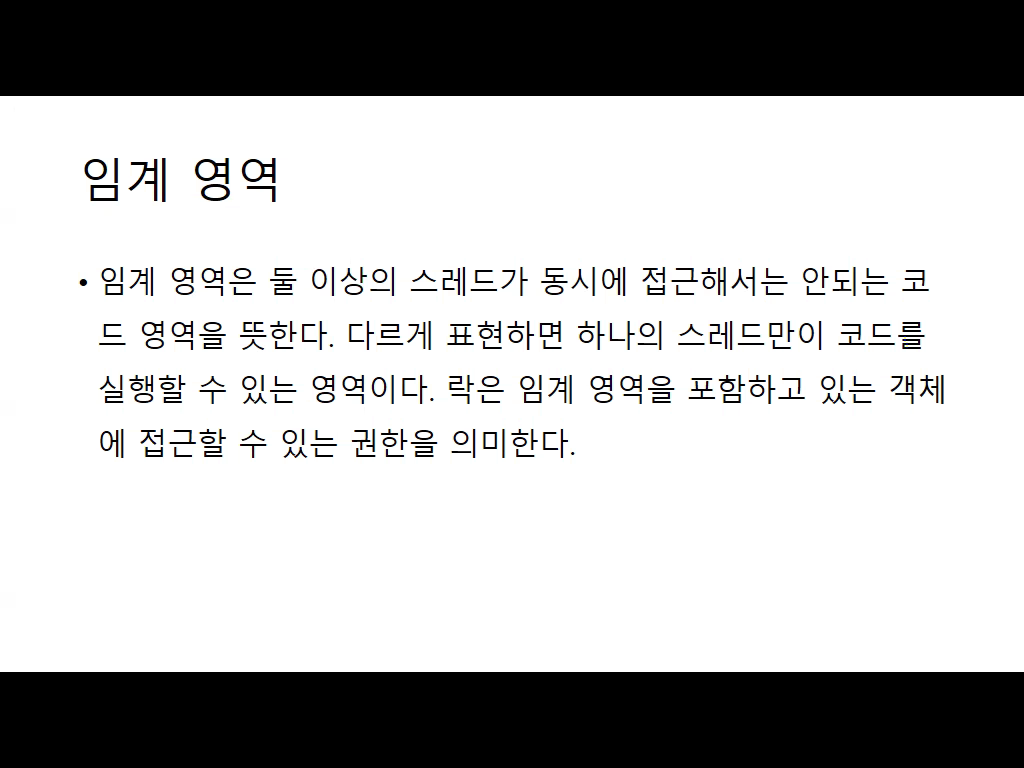 임계 영역
• 임계 영역은 둘 이상의 스레드가 동시에 접근해서는 안되는 코
드 영역을 뜻한다. 다르게 표현하면 하나의 스레드만이 코드를
실행할 수 있는 영역이다. 락은 임계 영역을 포함하고 있는 객체
에 접근할 수 있는 권한을 의미한다.